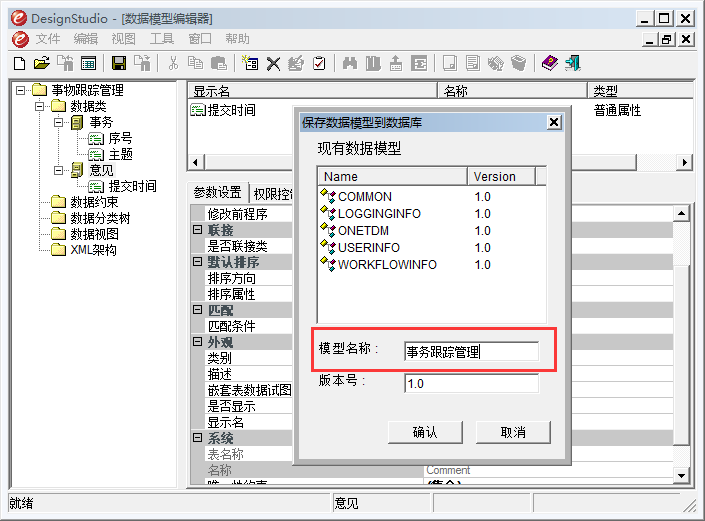 DesignStudio - [数据模型编辑器]
文件 编辑 视图 工具 窗口 帮助
事物跟踪管理
数据类
事务
序号
主题
意见
提交时间
数据约束
数据分类树
数据视图
XML架构
显示名 名称 类型
提交时间 普通属性
参数设置 权限控
修改前程序
联接
是否联接类
默认排序
排序方向
排序属性
匹配
匹配条件
外观
类别
描述
嵌套表数据试图
是否显示
显示名
系统
表名称
名称 Comment
保存数据模型到数据库
现有数据模型
Name Version
COMMON 1.0
LOGGINGINFO 1.0
ONETDM 1.0
USERINFO 1.0
WORKFLOWINFO 1.0
模型名称： 事务跟踪管理
版本号： 1.0
确认 取消
就绪 意见